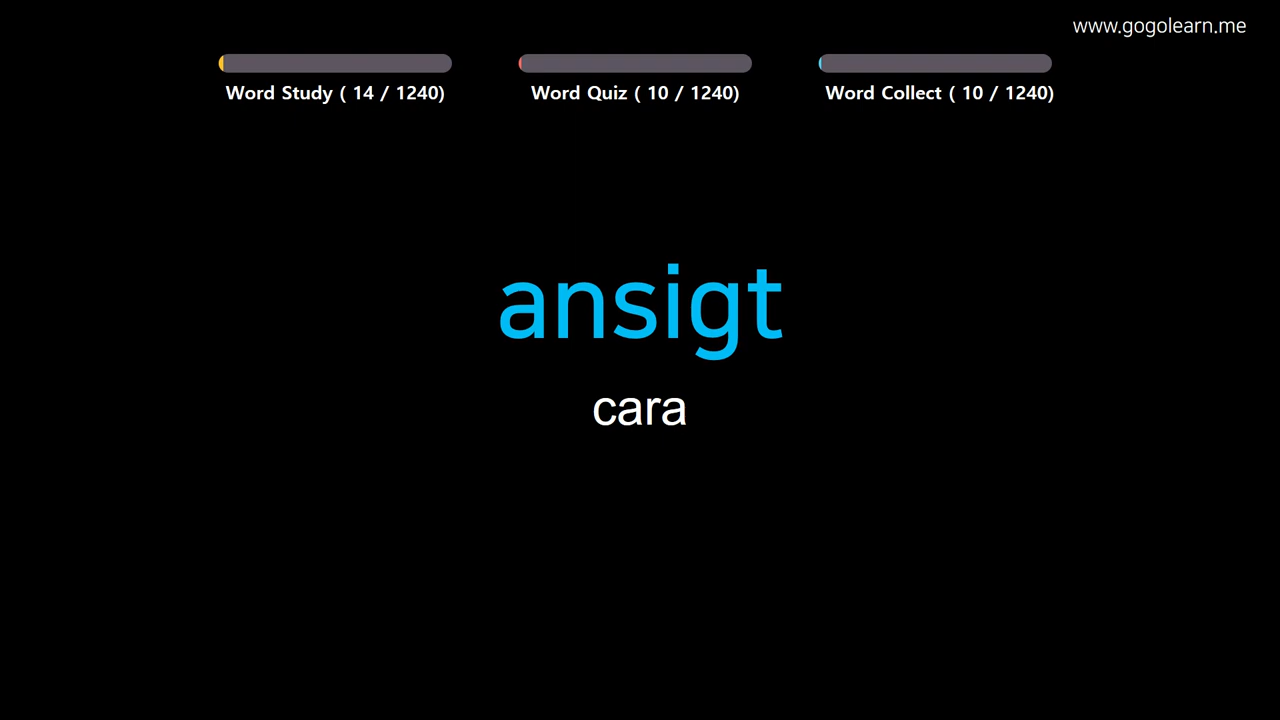 www.gogolearn.me
Word Study ( 14 / 1240)
Word Quiz ( 10 / 1240)
Word Collect ( 10 / 1240)
ansigt
cara